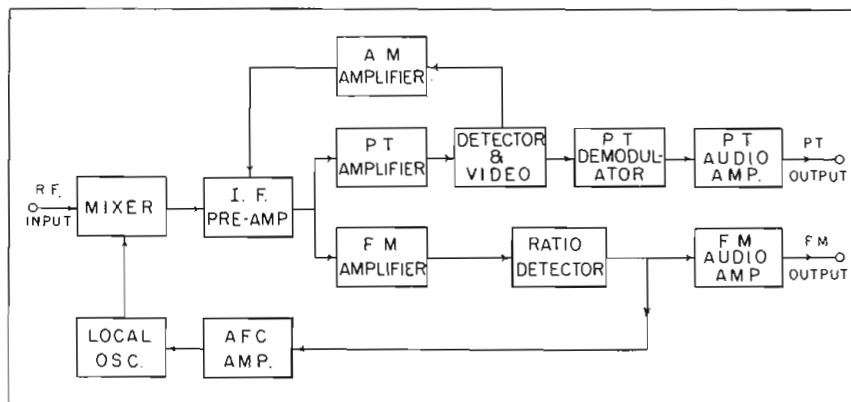 A M
AMPLIFIER
P T
AMPLIFIER
DETECTOR
&
VIDEO
P T
DEMODUL-
ATOR
P T
AUDIO
AMP.
PT
OUTPUT
R F.
INPUT
MIXER
I. F.
PRE-AMP
F M
AMPLIFIER
RATIO
DETECTOR
F M
AUDIO
AMP
F M
OUTPUT
LOCAL
OSC.
AFC
AMP.